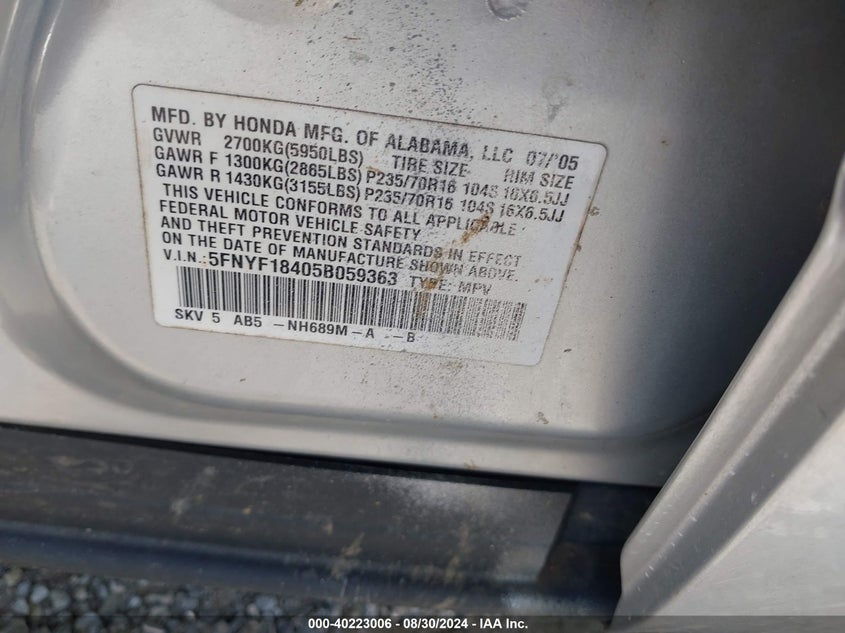 MFD. BY HONDA MFG. OF ALABAMA, LLC 07/'05
GVWR 2700KG(5950LBS) TIRE SIZE RIM SIZE
GAWR F 1300KG(2865LBS) P235/70R16 104S 16X6.5JJ
GAWR R 1430KG(3155LBS) P235/70R16 104S 16X6.5JJ
THIS VEHICLE CONFORMS TO ALL APPLICABLE
FEDERAL MOTOR VEHICLE SAFETY
AND THEFT PREVENTION STANDARDS IN EFFECT
ON THE DATE OF MANUFACTURE SHOWN ABOVE.
V.I.N.:5FNYF18405B059363 TYPE: MPV
SKV 5 AB5 -NH689M-A -B
000-40223006 - 08/30/2024 - IAA Inc.